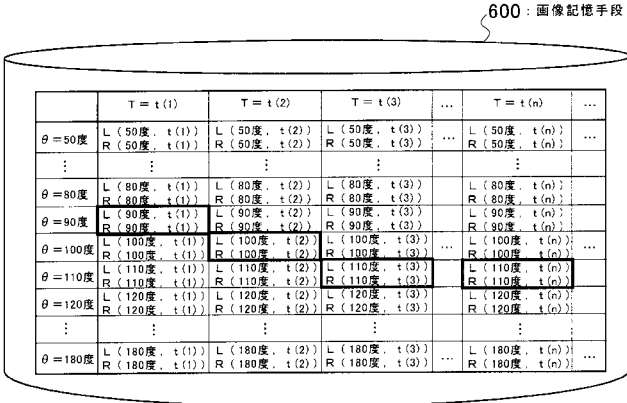 600：画像記憶手段
T＝t(1) T＝t(2) T＝t(3) … T＝t(n) …
θ＝50度 L（50度，t(1)） L（50度，t(2)） L（50度，t(3)） … L（50度，t(n)） …
R（50度，t(1)） R（50度，t(2)） R（50度，t(3)） R（50度，t(n)）
⋮ ⋮ ⋮ ⋮ ⋮
θ＝80度 L（80度，t(1)） L（80度，t(2)） L（80度，t(3)） L（80度，t(n)）
R（80度，t(1)） R（80度，t(2)） R（80度，t(3)） R（80度，t(n)）
θ＝90度 L（90度，t(1)） L（90度，t(2)） L（90度，t(3)） L（90度，t(n)）
R（90度，t(1)） R（90度，t(2)） R（90度，t(3)） R（90度，t(n)）
θ＝100度 L（100度，t(1)） L（100度，t(2)） L（100度，t(3)） … L（100度，t(n)） …
R（100度，t(1)） R（100度，t(2)） R（100度，t(3)） R（100度，t(n)）
θ＝110度 L（110度，t(1)） L（110度，t(2)） L（110度，t(3)） L（110度，t(n)）
R（110度，t(1)） R（110度，t(2)） R（110度，t(3)） R（110度，t(n)）
θ＝120度 L（120度，t(1)） L（120度，t(2)） L（120度，t(3)） L（120度，t(n)）
R（120度，t(1)） R（120度，t(2)） R（120度，t(3)） R（120度，t(n)）
⋮ ⋮ ⋮ ⋮ ⋮
θ＝180度 L（180度，t(1)） L（180度，t(2)） L（180度，t(3)） … L（180度，t(n)） …
R（180度，t(1)） R（180度，t(2)） R（180度，t(3)） R（180度，t(n)）